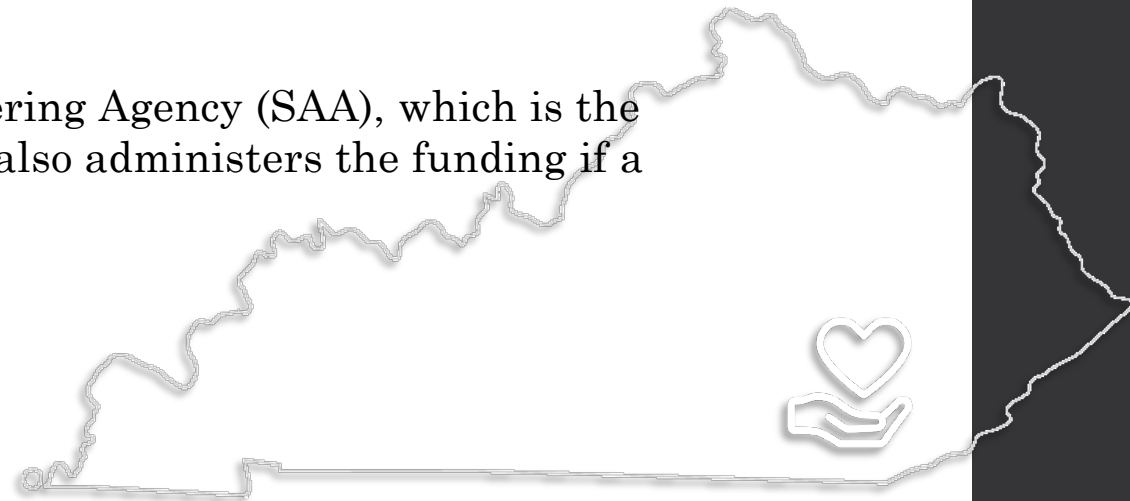 ering Agency (SAA), which is the
also administers the funding if a